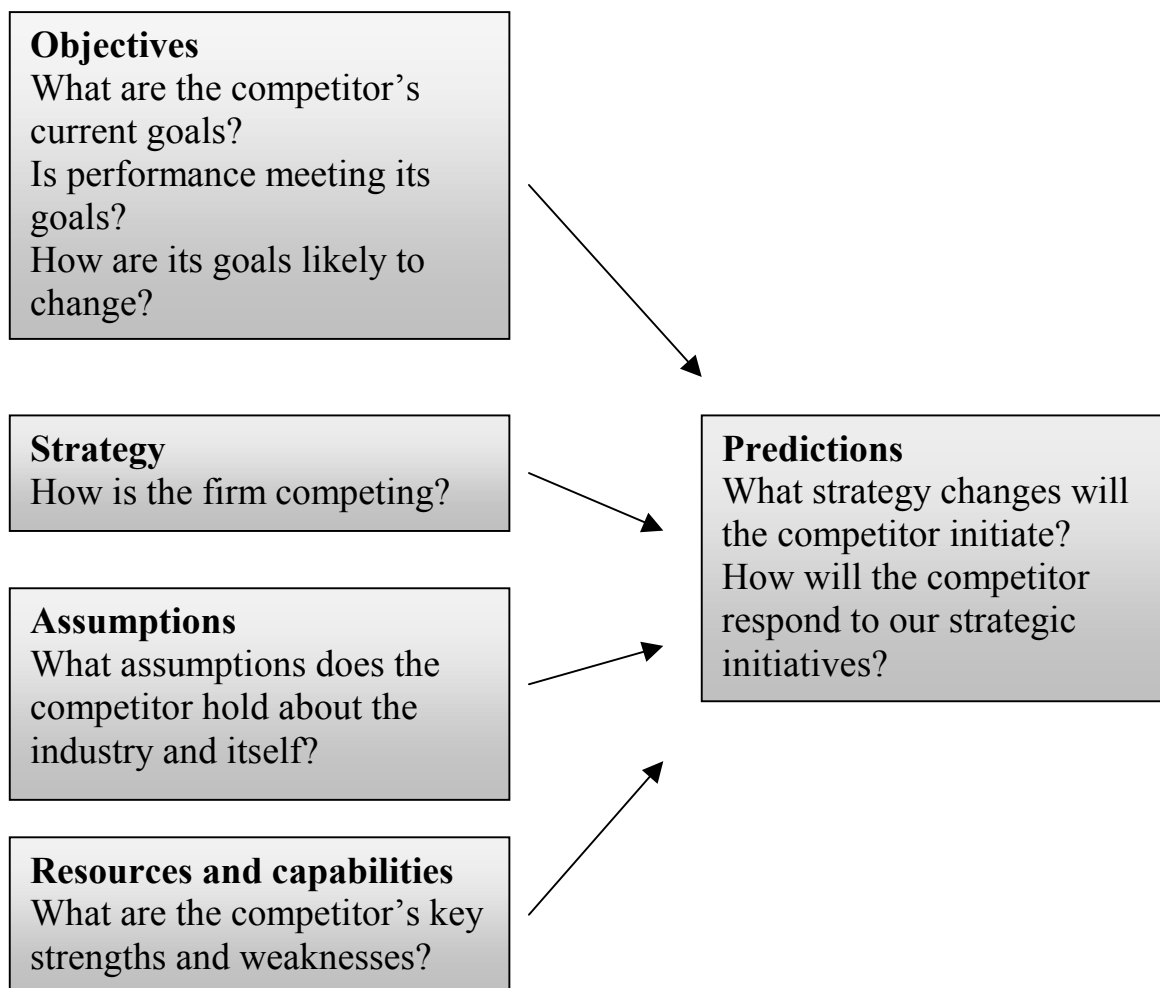 Objectives
What are the competitor’s
current goals?
Is performance meeting its
goals?
How are its goals likely to
change?
Strategy
How is the firm competing?
Assumptions
What assumptions does the
competitor hold about the
industry and itself?
Resources and capabilities
What are the competitor’s key
strengths and weaknesses?
Predictions
What strategy changes will
the competitor initiate?
How will the competitor
respond to our strategic
initiatives?